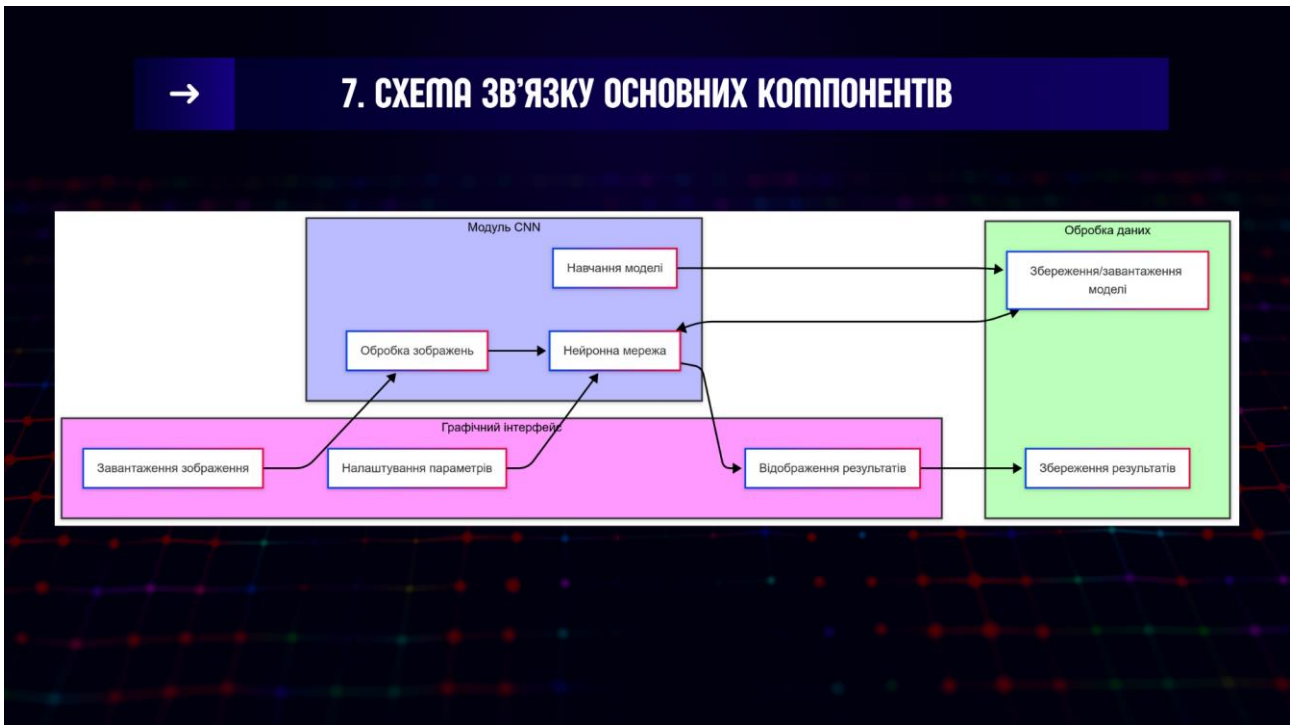 →
7. СХЕМА ЗВ'ЯЗКУ ОСНОВНИХ КОМПОНЕНТІВ
Модуль CNN
Навчання моделі
Обробка зображень
Нейронна мережа
Обробка даних
Збереження/завантаження
моделі
Графічний інтерфейс
Завантаження зображення
Налаштування параметрів
Відображення результатів
Збереження результатів